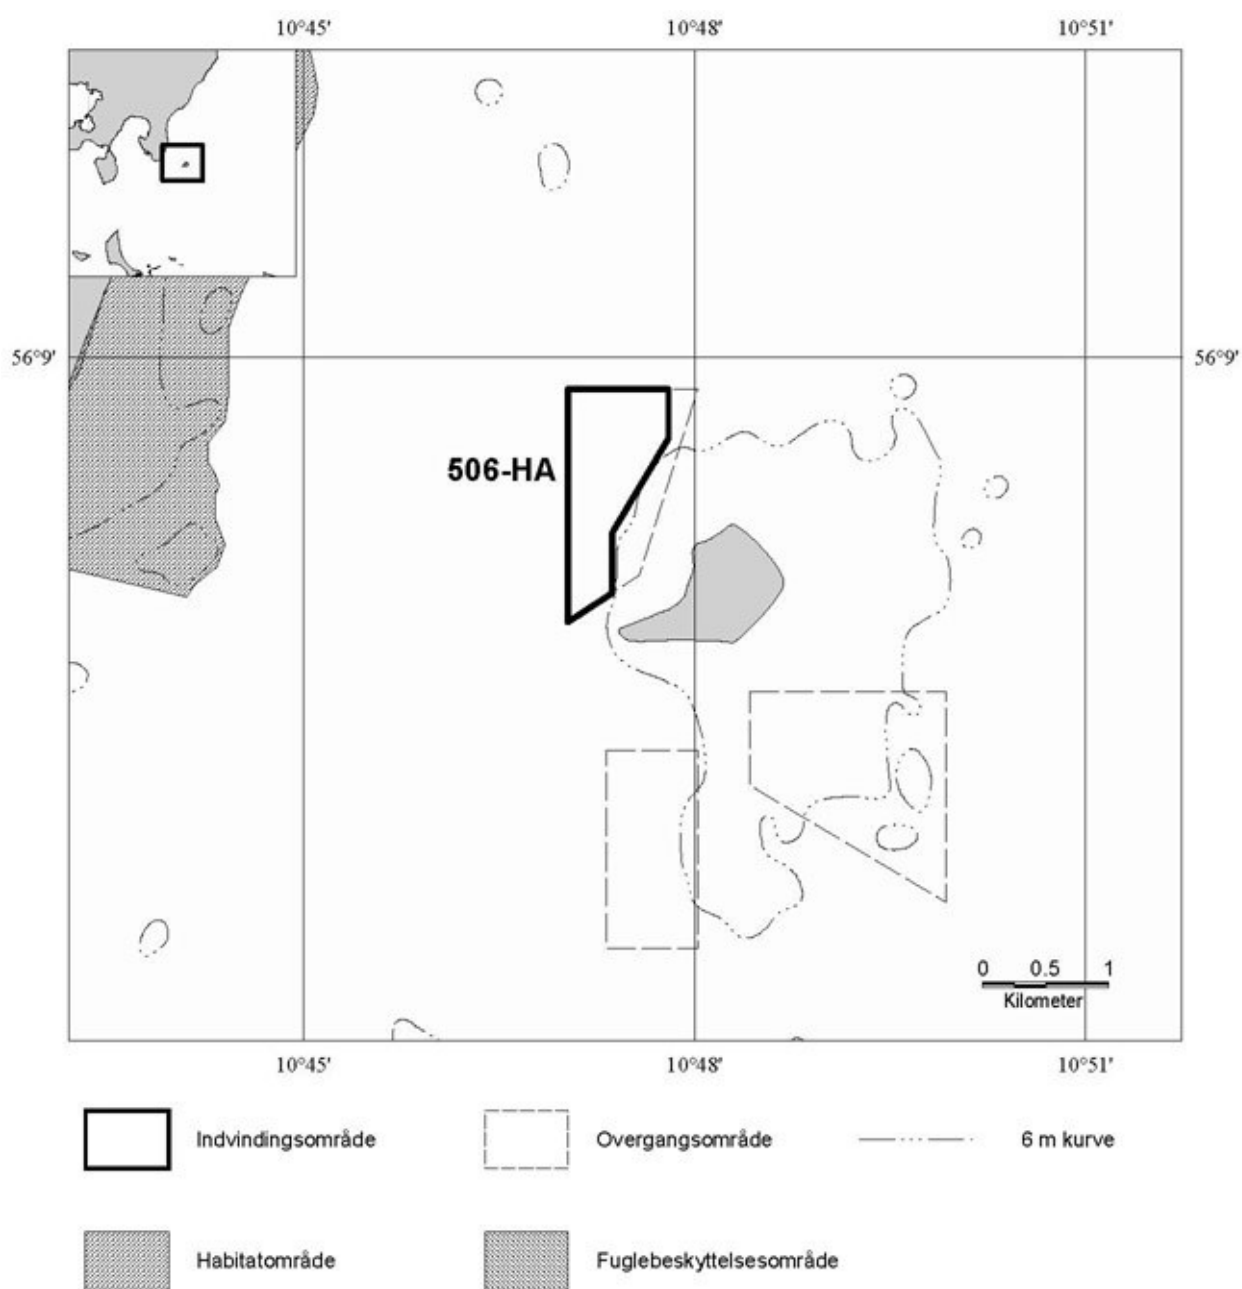 10°45' 10°48' 10°51'
56°9' 56°9'
506-HA
0 0.5 1
Kilometer
10°45' 10°48' 10°51'
Indvindingsområde Overgangsområde 6 m kurve
Habitatområde Fuglebeskyttelsesområde